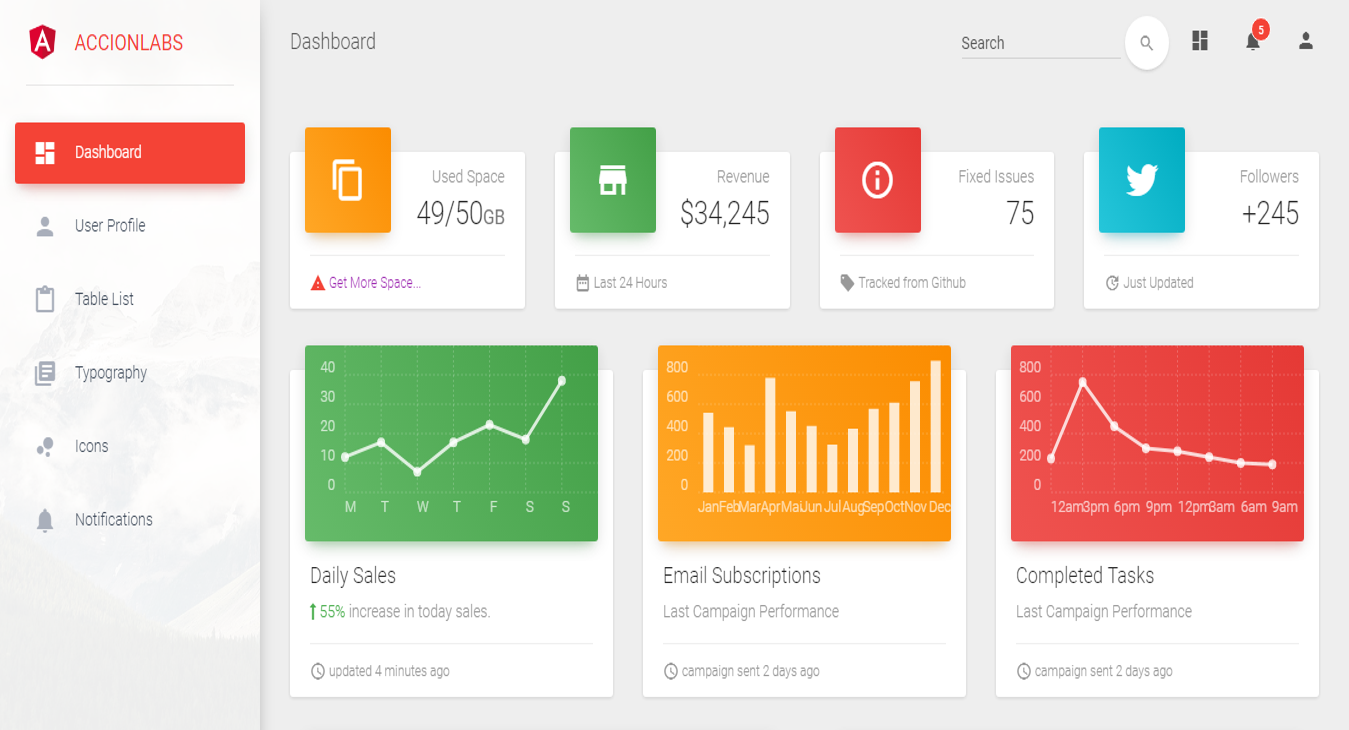 A ACCIONLABS
Dashboard
User Profile
Table List
Typography
Icons
Notifications
Dashboard
Search
5
Used Space
49/50GB
Get More Space...
Revenue
$34,245
Last 24 Hours
Fixed Issues
75
Tracked from Github
Followers
+245
Just Updated
40
30
20
10
0
M T W T F S S
Daily Sales
55% increase in today sales.
updated 4 minutes ago
800
600
400
200
0
Jan Feb Mar Apr Mai Jun Jul Aug Sep Oct Nov Dec
Email Subscriptions
Last Campaign Performance
campaign sent 2 days ago
800
600
400
200
0
12am 3pm 6pm 9pm 12pm 3am 6am 9am
Completed Tasks
Last Campaign Performance
campaign sent 2 days ago